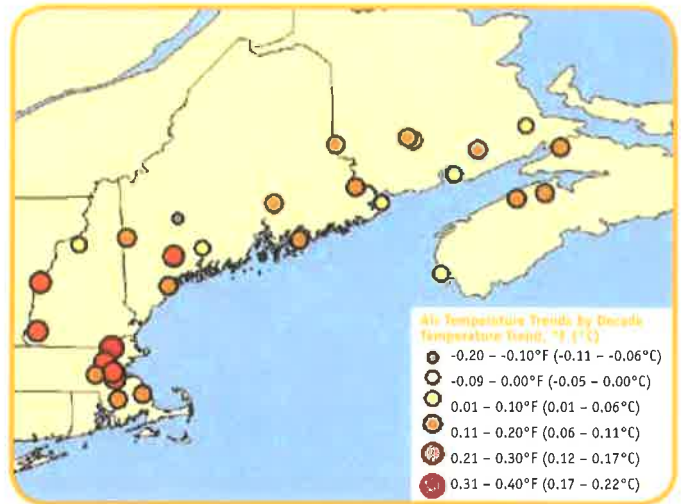 Air Temperature Trends by Decade
Temperature Trend, °F (°C)
-0.20 – -0.10°F (-0.11 – -0.06°C)
-0.09 – 0.00°F (-0.05 – 0.00°C)
0.01 – 0.10°F (0.01 – 0.06°C)
0.11 – 0.20°F (0.06 – 0.11°C)
0.21 – 0.30°F (0.12 – 0.17°C)
0.31 – 0.40°F (0.17 – 0.22°C)